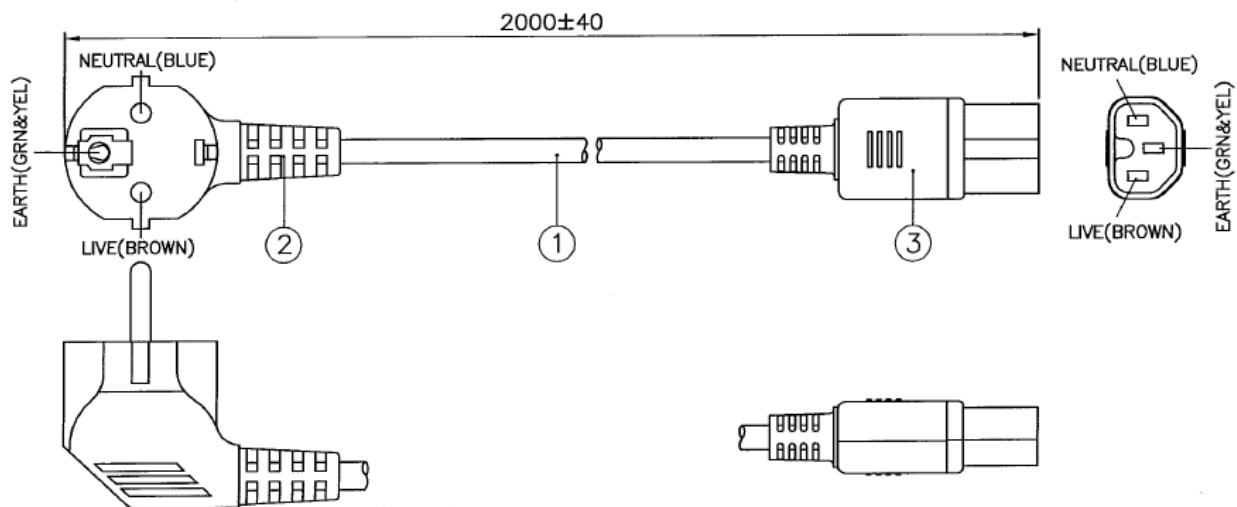 2000±40
NEUTRAL(BLUE)
EARTH(GRN&YEL)
LIVE(BROWN)
2
1
3
NEUTRAL(BLUE)
EARTH(GRN&YEL)
LIVE(BROWN)